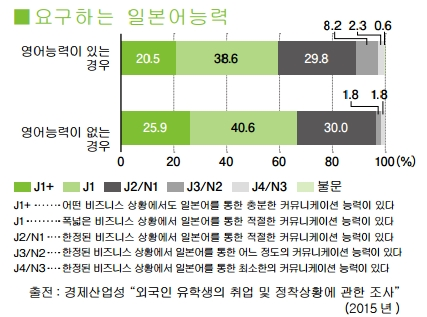 ■요구하는 일본어능력
8.2 2.3 0.6
영어능력이 있는
경우
20.5 38.6 29.8
1.8 1.8
영어능력이 없는
경우
25.9 40.6 30.0
0 20 40 60 80 100 (%)
J1+ J1 J2/N1 J3/N2 J4/N3 불문
J1+ ······ 어떤 비즈니스 상황에서도 일본어를 통한 충분한 커뮤니케이션 능력이 있다
J1 ······· 폭넓은 비즈니스 상황에서 일본어를 통한 적절한 커뮤니케이션 능력이 있다
J2/N1 ···· 한정된 비즈니스 상황에서 일본어를 통한 적절한 커뮤니케이션 능력이 있다
J3/N2 ···· 한정된 비즈니스 상황에서 일본어를 통한 어느 정도의 커뮤니케이션 능력이 있다
J4/N3 ···· 한정된 비즈니스 상황에서 일본어를 통한 최소한의 커뮤니케이션 능력이 있다
출전 : 경제산업성 “외국인 유학생의 취업 및 정착상황에 관한 조사”
(2015년)